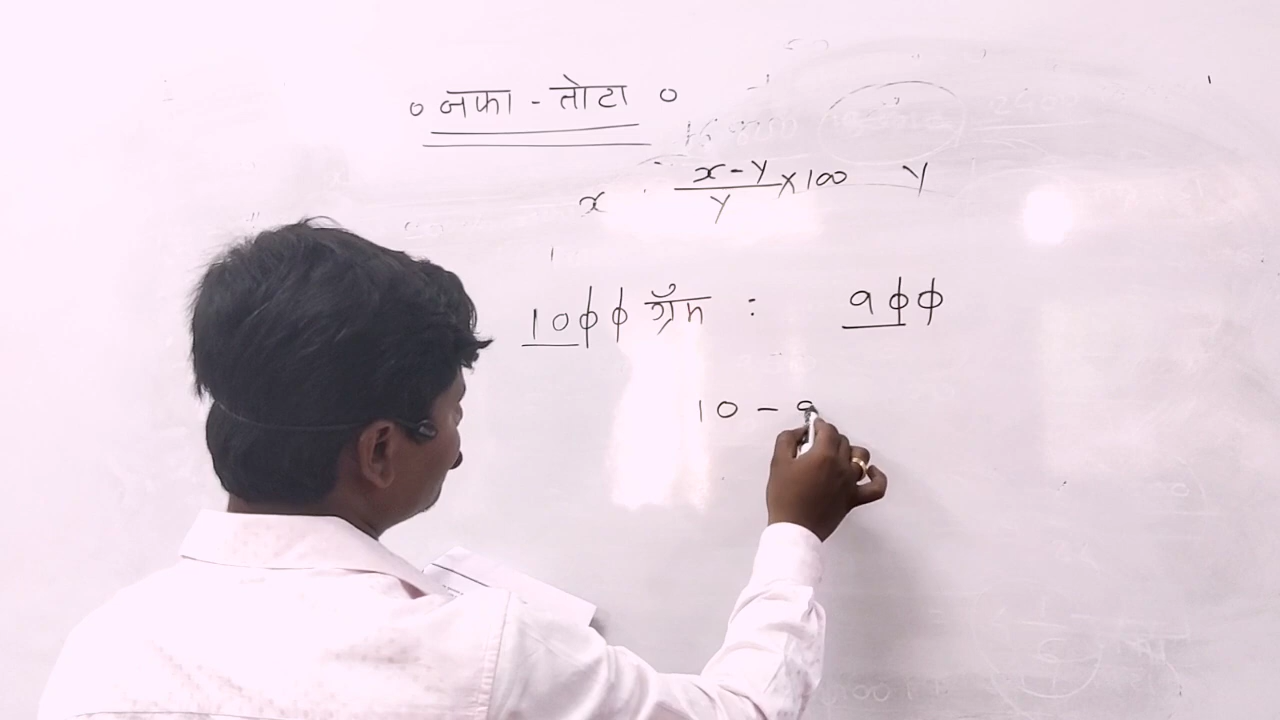 ० नफा - तोटा ०
x x-y/y×100 y
1000 ग्रॅम : 900
10 - 9